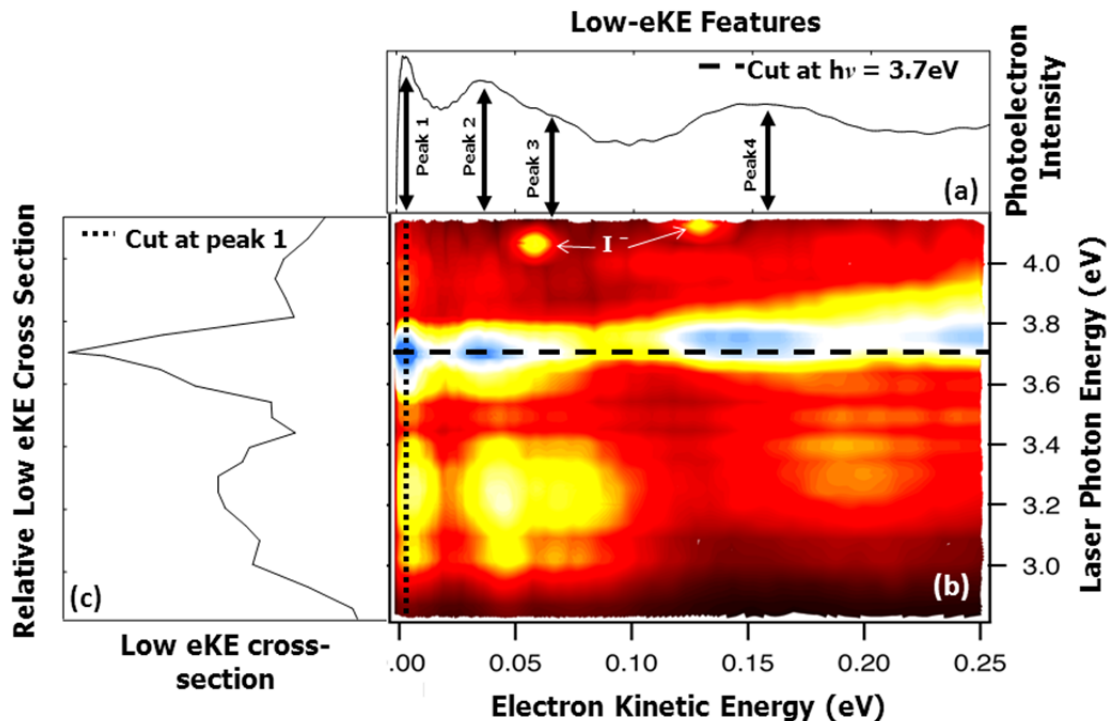 Low-eKE Features
Cut at hν = 3.7eV
Peak 1
Peak 2
Peak 3
Peak4
(a)
Photoelectron
Intensity
Relative Low eKE Cross Section
Cut at peak 1
(c)
Low eKE cross-
section
I⁻
4.0
3.8
3.6
3.4
3.2
3.0
(b)
Laser Photon Energy (eV)
.00
0.05
0.10
0.15
0.20
0.25
Electron Kinetic Energy (eV)